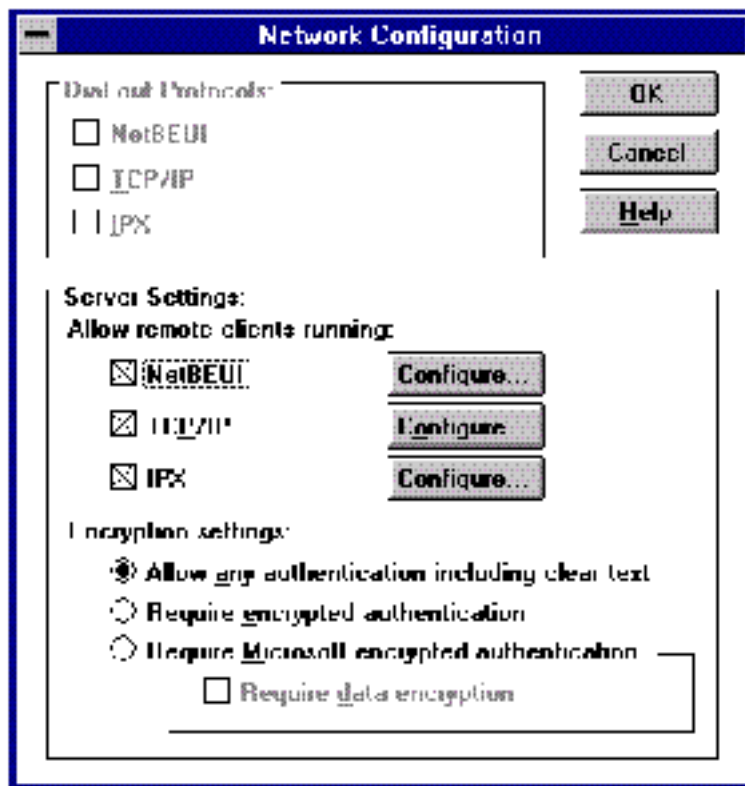 Network Configuration
Dial out Protocols:
NetBEUI
TCP/IP
IPX
OK
Cancel
Help
Server Settings:
Allow remote clients running:
NetBEUI
Configure...
TCP/IP
Configure...
IPX
Configure...
Encryption settings:
Allow any authentication including clear text
Require encrypted authentication
Require Microsoft encrypted authentication
Require data encryption